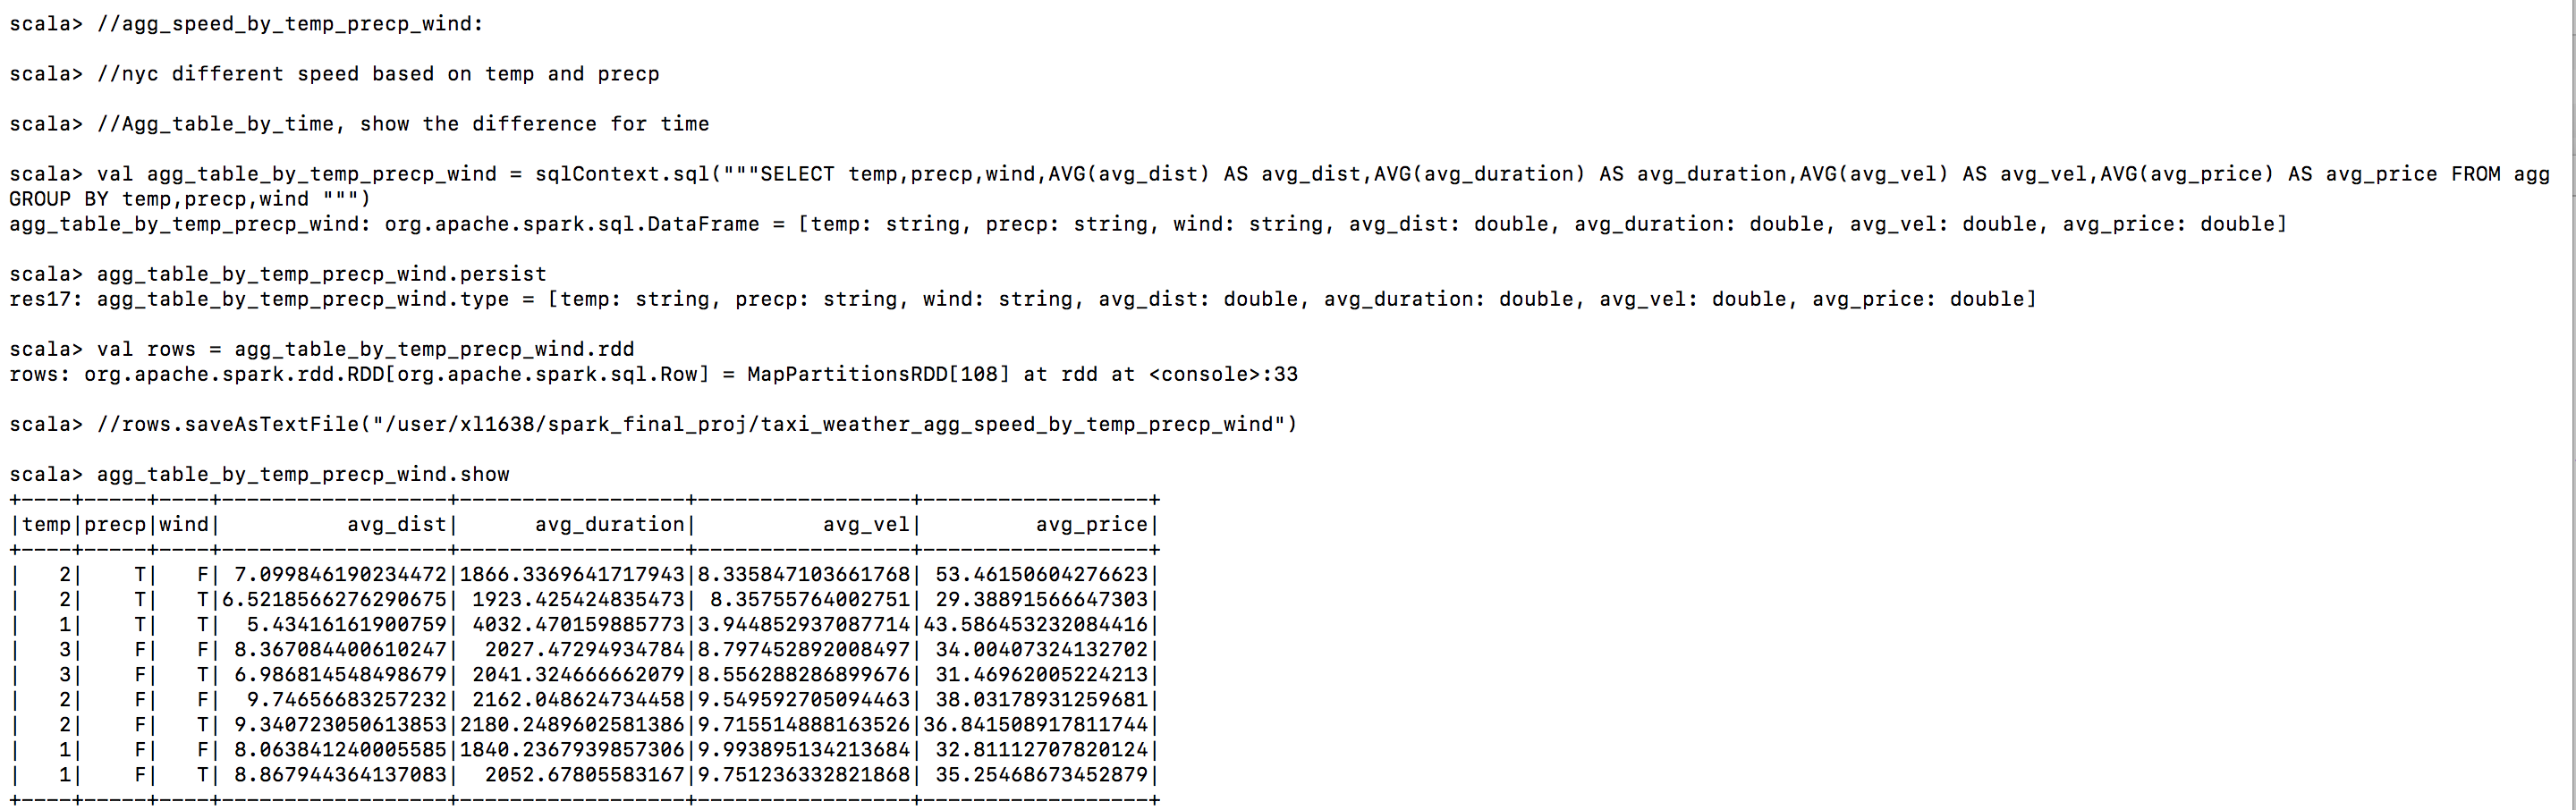 scala> //agg_speed_by_temp_precp_wind:
scala> //nyc different speed based on temp and precp
scala> //Agg_table_by_time, show the difference for time
scala> val agg_table_by_temp_precp_wind = sqlContext.sql("""SELECT temp,precp,wind,AVG(avg_dist) AS avg_dist,AVG(avg_duration) AS avg_duration,AVG(avg_vel) AS avg_vel,AVG(avg_price) AS avg_price FROM agg
GROUP BY temp,precp,wind """)
agg_table_by_temp_precp_wind: org.apache.spark.sql.DataFrame = [temp: string, precp: string, wind: string, avg_dist: double, avg_duration: double, avg_vel: double, avg_price: double]
scala> agg_table_by_temp_precp_wind.persist
res17: agg_table_by_temp_precp_wind.type = [temp: string, precp: string, wind: string, avg_dist: double, avg_duration: double, avg_vel: double, avg_price: double]
scala> val rows = agg_table_by_temp_precp_wind.rdd
rows: org.apache.spark.rdd.RDD[org.apache.spark.sql.Row] = MapPartitionsRDD[108] at rdd at <console>:33
scala> //rows.saveAsTextFile("/user/xl1638/spark_final_proj/taxi_weather_agg_speed_by_temp_precp_wind")
scala> agg_table_by_temp_precp_wind.show
+----+-----+----+------------------+------------------+-----------------+------------------+
|temp|precp|wind|          avg_dist|      avg_duration|          avg_vel|         avg_price|
+----+-----+----+------------------+------------------+-----------------+------------------+
|   2|    T|   F| 7.099846190234472|1866.3369641717943|8.335847103661768| 53.46150604276623|
|   2|    T|   T|6.5218566276290675| 1923.425424835473| 8.35755764002751| 29.38891566647303|
|   1|    T|   T|  5.43416161900759| 4032.470159885773|3.944852937087714|43.586453232084416|
|   3|    F|   F| 8.367084400610247|  2027.47294934784|8.797452892008497| 34.00407324132702|
|   3|    F|   T| 6.986814548498679| 2041.324666662079|8.556288286899676| 31.46962005224213|
|   2|    F|   F|  9.74656683257232| 2162.048624734458|9.549592705094463| 38.03178931259681|
|   2|    F|   T| 9.340723050613853|2180.2489602581386|9.715514888163526|36.841508917811744|
|   1|    F|   F| 8.063841240005585|1840.2367939857306|9.993895134213684| 32.81112707820124|
|   1|    F|   T| 8.867944364137083|  2052.67805583167|9.751236332821868| 35.25468673452879|
+----+-----+----+------------------+------------------+-----------------+------------------+